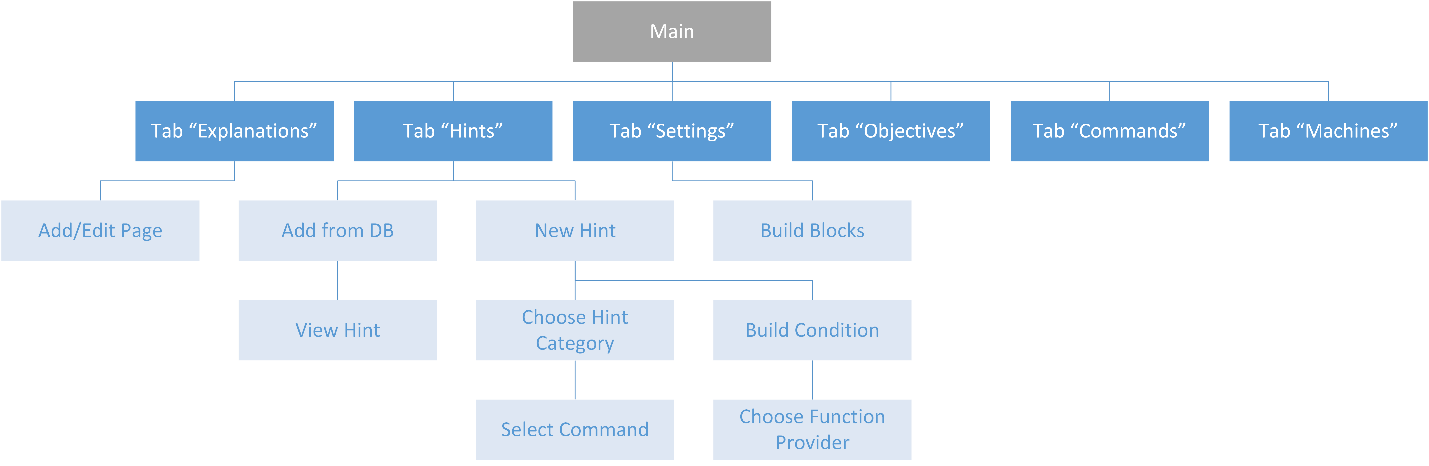 Main
Tab “Explanations”
Tab “Hints”
Tab “Settings”
Tab “Objectives”
Tab “Commands”
Tab “Machines”
Add/Edit Page
Add from DB
New Hint
Build Blocks
View Hint
Choose Hint
Category
Build Condition
Select Command
Choose Function
Provider